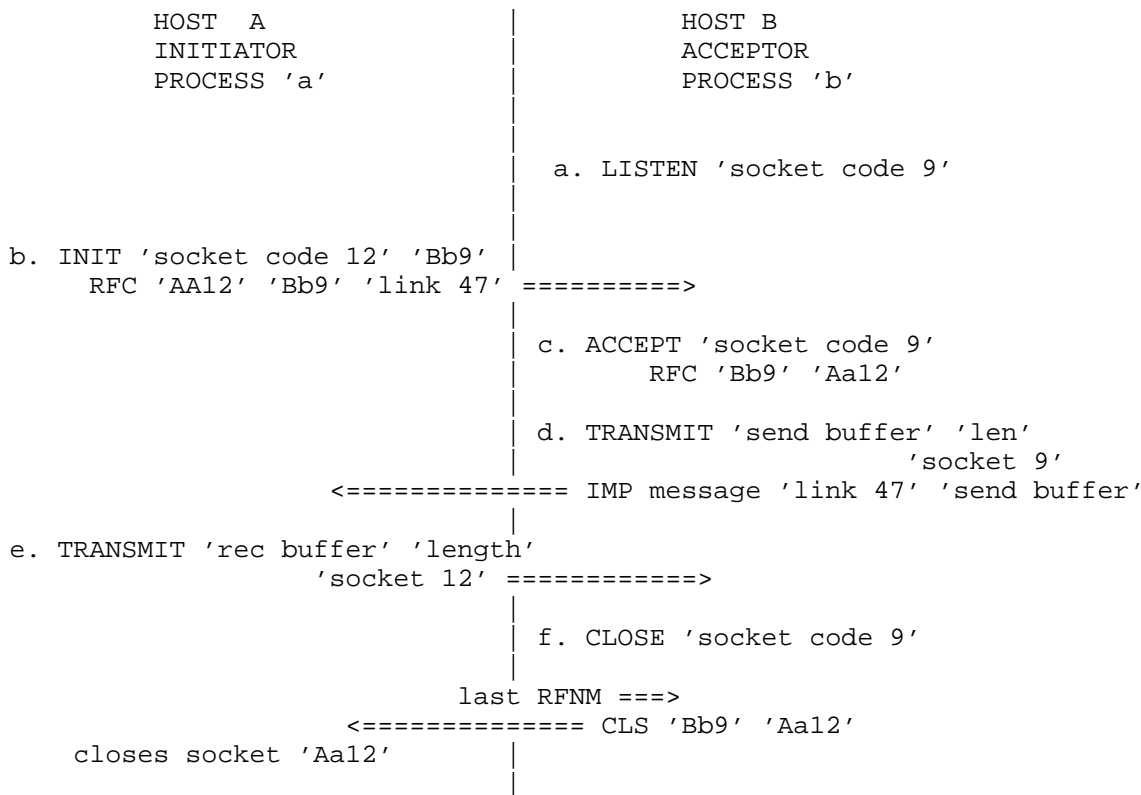 HOST  A                       HOST B
INITIATOR                     ACCEPTOR
PROCESS 'a'                   PROCESS 'b'
a. LISTEN 'socket code 9'
b. INIT 'socket code 12' 'Bb9'
RFC 'AA12' 'Bb9' 'link 47' ==========>
c. ACCEPT 'socket code 9'
RFC 'Bb9' 'Aa12'
d. TRANSMIT 'send buffer' 'len'
'socket 9'
<============== IMP message 'link 47' 'send buffer'
e. TRANSMIT 'rec buffer' 'length'
'socket 12' ============>
f. CLOSE 'socket code 9'
last RFNM ===>
<============== CLS 'Bb9' 'Aa12'
closes socket 'Aa12'